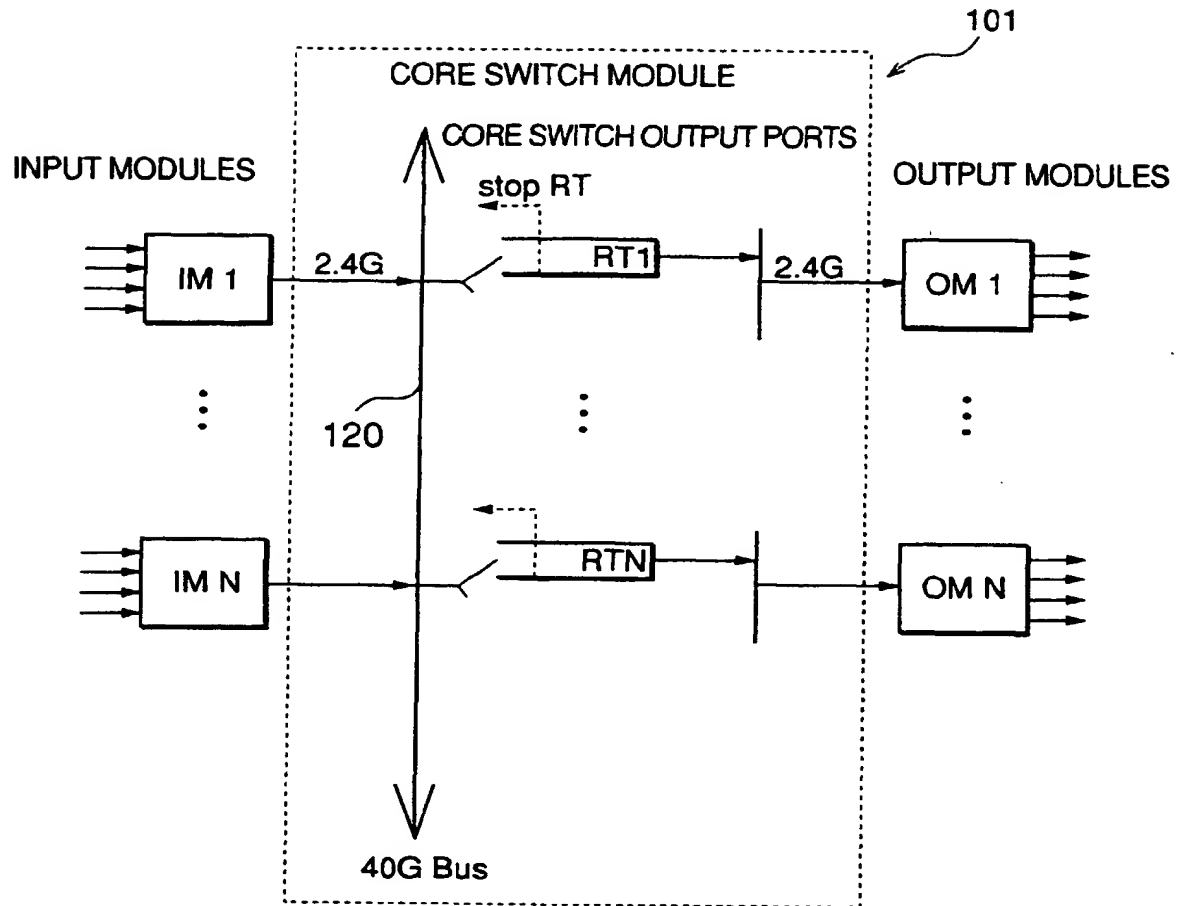 101
CORE SWITCH MODULE
CORE SWITCH OUTPUT PORTS
INPUT MODULES
OUTPUT MODULES
stop RT
IM 1
2.4G
RT1
2.4G
OM 1
120
IM N
RTN
OM N
40G Bus